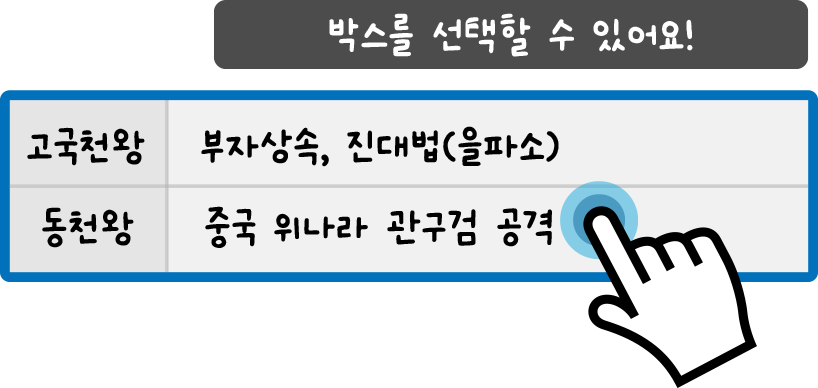 박스를 선택할 수 있어요!
고국천왕 부자상속, 진대법(을파소)
동천왕 중국 위나라 관구검 공격